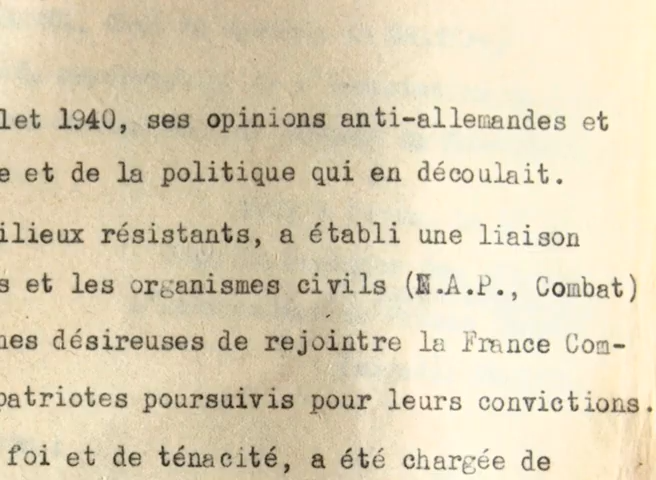 let 1940, ses opinions anti-allemandes et
e et de la politique qui en découlait.
ilieux résistants, a établi une liaison
s et les organismes civils (N.A.P., Combat)
nes désireuses de rejointre la France Com-
patriotes poursuivis pour leurs convictions.
foi et de ténacité, a été chargée de